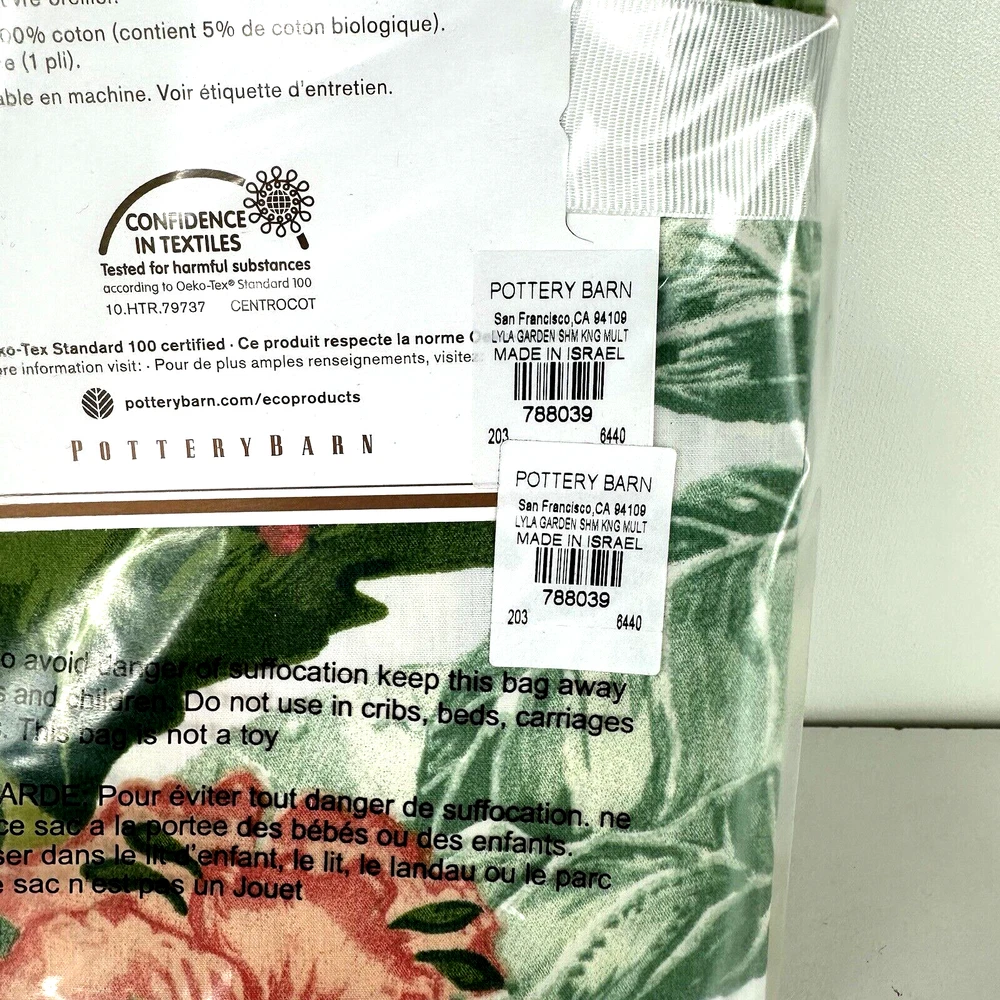 00% coton (contient 5% de coton biologique).
e (1 pli).
able en machine. Voir étiquette d'entretien.
CONFIDENCE
IN TEXTILES
Tested for harmful substances
according to Oeko-Tex® Standard 100
10.HTR.79737 CENTROCOT
ko-Tex Standard 100 certified · Ce produit respecte la norme O
ore information visit: · Pour de plus amples renseignements, visitez
potterybarn.com/ecoproducts
POTTERY BARN
POTTERY BARN
San Francisco,CA 94109
LYLA GARDEN SHM KNG MULT
MADE IN ISRAEL
788039
203 6440
POTTERY BARN
San Francisco,CA 94109
LYLA GARDEN SHM KNG MULT
MADE IN ISRAEL
788039
203 6440
o avoid danger of suffocation keep this bag away
s and children. Do not use in cribs, beds, carriages
. This bag is not a toy
ARDE: Pour éviter tout danger de suffocation. ne
ce sac a la portee des bébés ou des enfants.
ser dans le lit d'enfant, le lit, le landau ou le parc
e sac n'est pas un Jouet